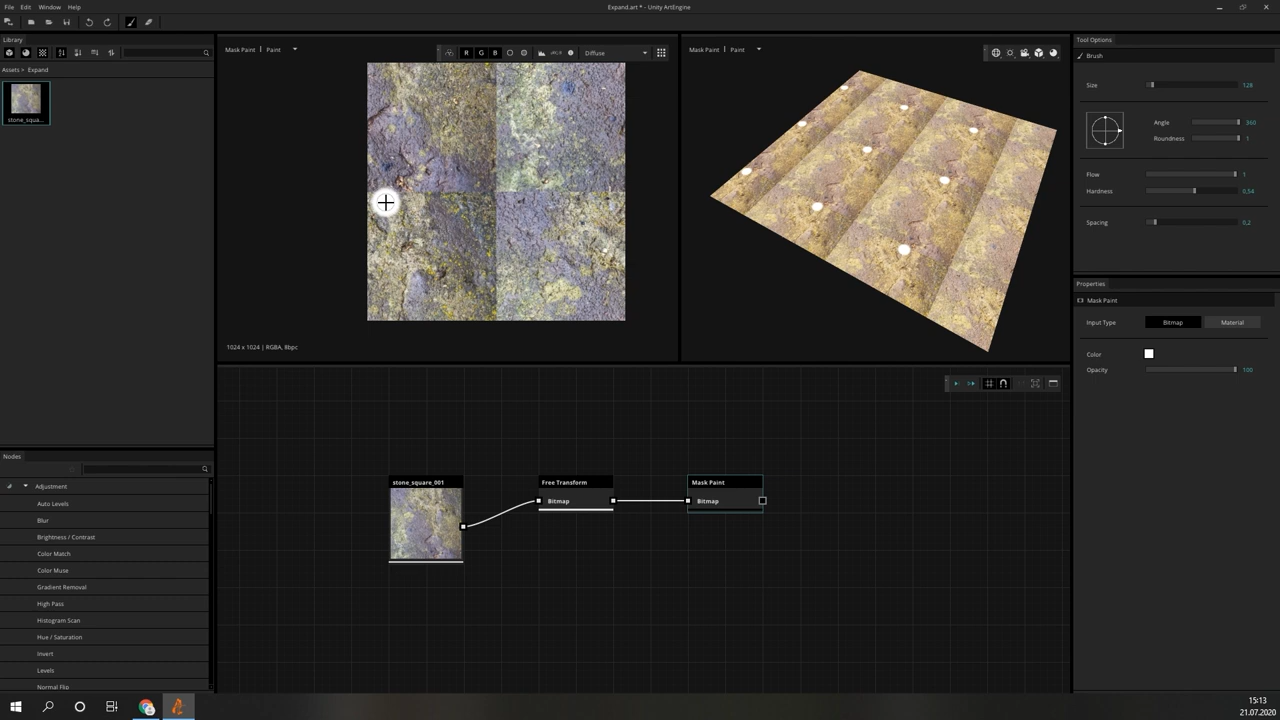 File Edit Window Help
Expand.art * - Unity ArtEngine
Library
Assets > Expand
stone_squa...
Mask Paint | Paint
R G B
Diffuse
1024 x 1024 | RGBA, 8bpc
Mask Paint | Paint
Tool Options
Brush
Size 128
Angle 360
Roundness 1
Flow 1
Hardness 0,54
Spacing 0,2
Properties
Mask Paint
Input Type Bitmap Material
Color
Opacity 100
Nodes
Adjustment
Auto Levels
Blur
Brightness / Contrast
Color Match
Color Muse
Gradient Removal
High Pass
Histogram Scan
Hue / Saturation
Invert
Levels
Normal Flip
stone_square_001
Free Transform
Bitmap
Mask Paint
Bitmap
15:13
21.07.2020